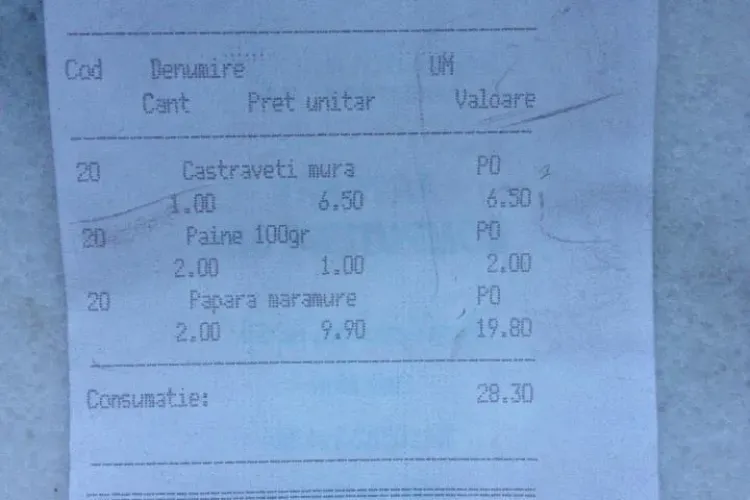 Cod Denumire UM
Cant Pret unitar Valoare
20 Castraveti mura PO
1.00 6.50 6.50
20 Paine 100gr PO
2.00 1.00 2.00
20 Papara maramure PO
2.00 9.90 19.80
Consumatie: 28.30